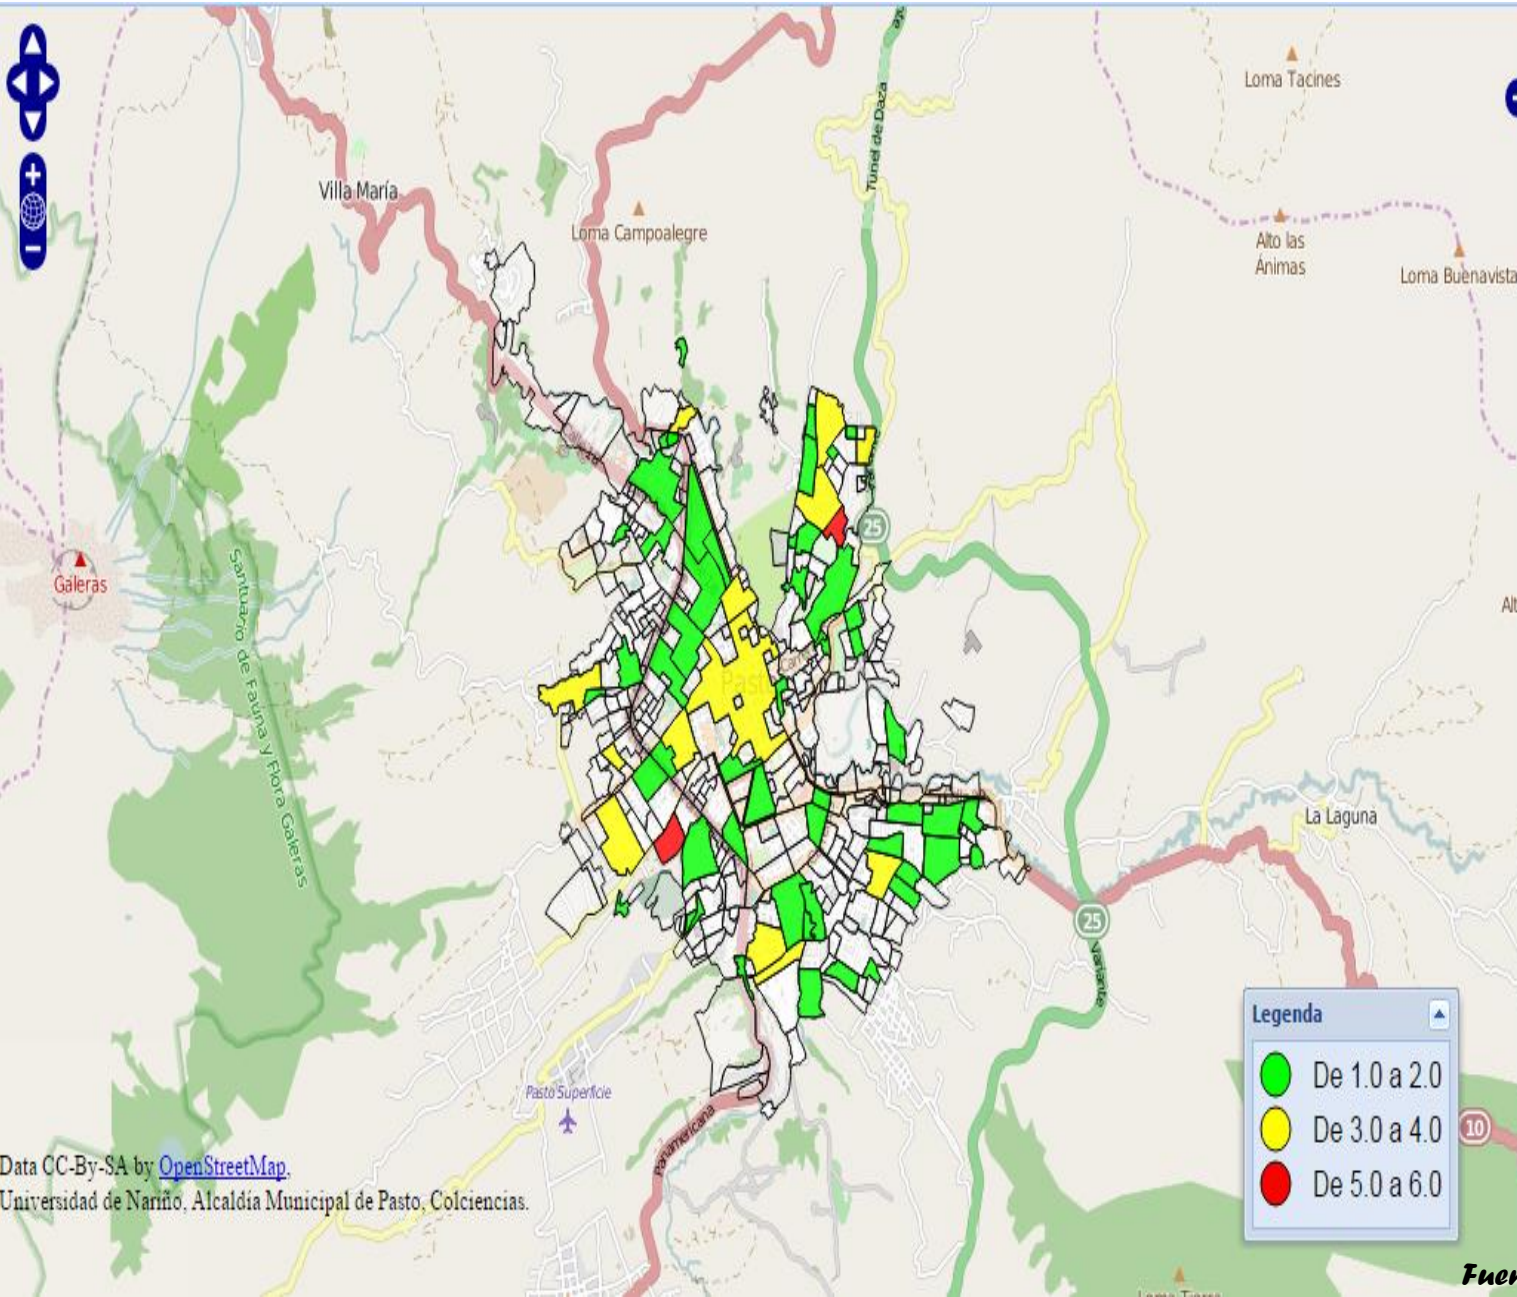 Loma Tacines
Túnel de Daza
Villa María
Loma Campoalegre
Alto las
Ánimas
Loma Buenavista
25
Galeras
Santuario de Fauna y Flora Galeras
Pasto
La Laguna
25
Variante
Legenda
De 1.0 a 2.0
De 3.0 a 4.0
De 5.0 a 6.0
10
Pasto Superficie
Panamericana
Data CC-By-SA by OpenStreetMap,
Universidad de Nariño, Alcaldía Municipal de Pasto, Colciencias.